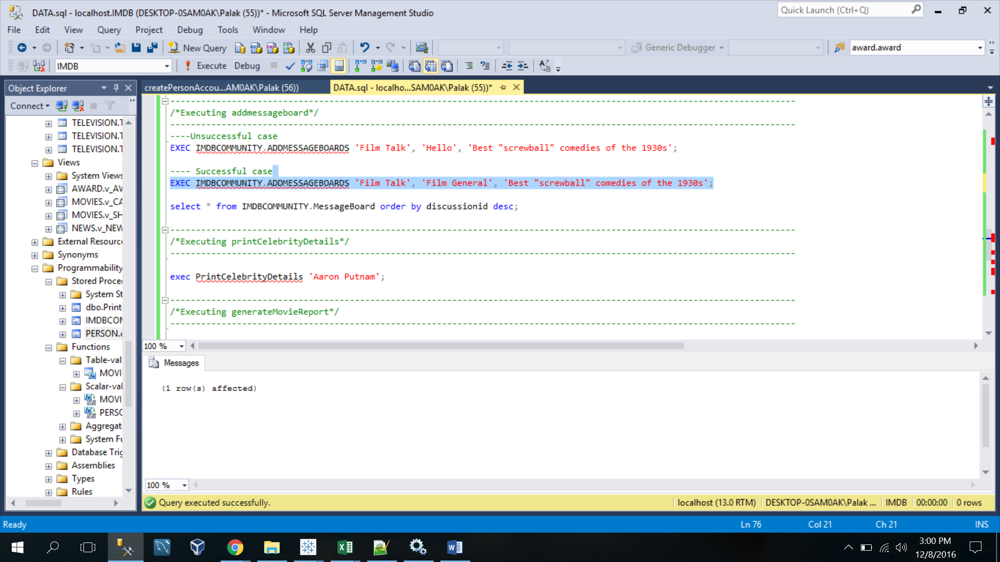 DATA.sql - localhost.IMDB (DESKTOP-0SAM0AK\Palak (55))* - Microsoft SQL Server Management Studio
Quick Launch (Ctrl+Q)
File Edit View Query Project Debug Tools Window Help
New Query
Generic Debugger
award.award
IMDB
Execute Debug
Object Explorer
createPersonAccou...AM0AK\Palak (56))
DATA.sql - localho...SAM0AK\Palak (55))*
Connect
TELEVISION.T
TELEVISION.T
TELEVISION.T
Views
System Views
AWARD.v_AW
MOVIES.v_CA
MOVIES.v_SH
NEWS.v_NEW
External Resourc
Synonyms
Programmability
Stored Proce
System St
dbo.Print
IMDBCOM
PERSON.c
Functions
Table-val
MOVI
Scalar-val
MOVI
PERSO
Aggregat
System Fu
Database Trig
Assemblies
Types
Rules
/*Executing addmessageboard*/
----Unsuccessful case
EXEC IMDBCOMMUNITY.ADDMESSAGEBOARDS 'Film Talk', 'Hello', 'Best "screwball" comedies of the 1930s';
---- Successful case
EXEC IMDBCOMMUNITY.ADDMESSAGEBOARDS 'Film Talk', 'Film General', 'Best "screwball" comedies of the 1930s';
select * from IMDBCOMMUNITY.MessageBoard order by discussionid desc;
/*Executing printCelebrityDetails*/
exec PrintCelebrityDetails 'Aaron Putnam';
/*Executing generateMovieReport*/
100 %
Messages
(1 row(s) affected)
100 %
Query executed successfully.
localhost (13.0 RTM) DESKTOP-0SAM0AK\Palak ... IMDB 00:00:00 0 rows
Ready
Ln 76 Col 21 Ch 21 INS
3:00 PM
12/8/2016